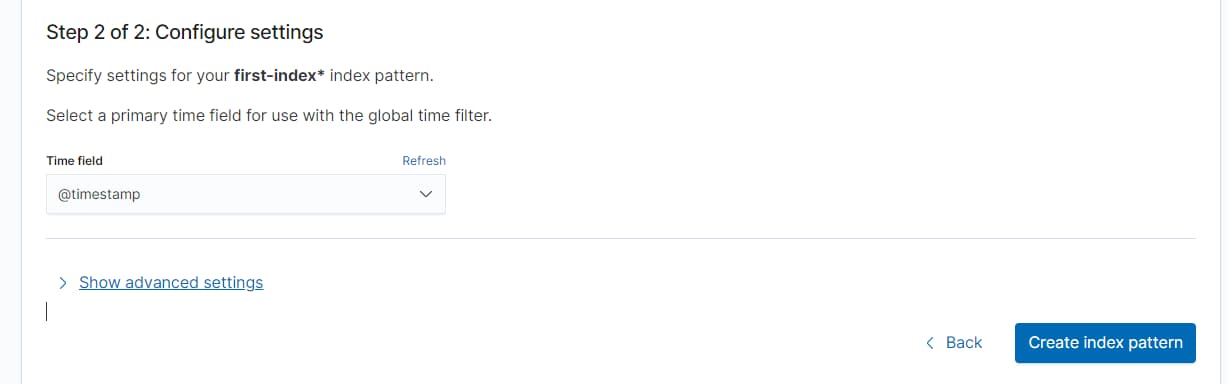 Step 2 of 2: Configure settings
Specify settings for your first-index* index pattern.
Select a primary time field for use with the global time filter.
Time field Refresh
@timestamp
Show advanced settings
Back Create index pattern